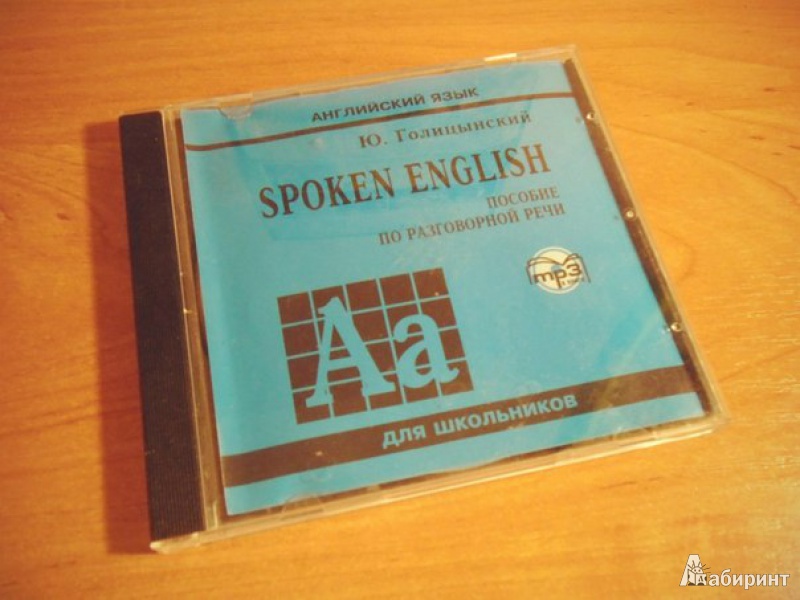 АНГЛИЙСКИЙ ЯЗЫК
Ю. Голицынский
SPOKEN ENGLISH
ПОСОБИЕ
ПО РАЗГОВОРНОЙ РЕЧИ
mp3
Aa
ДЛЯ ШКОЛЬНИКОВ
Лабиринт